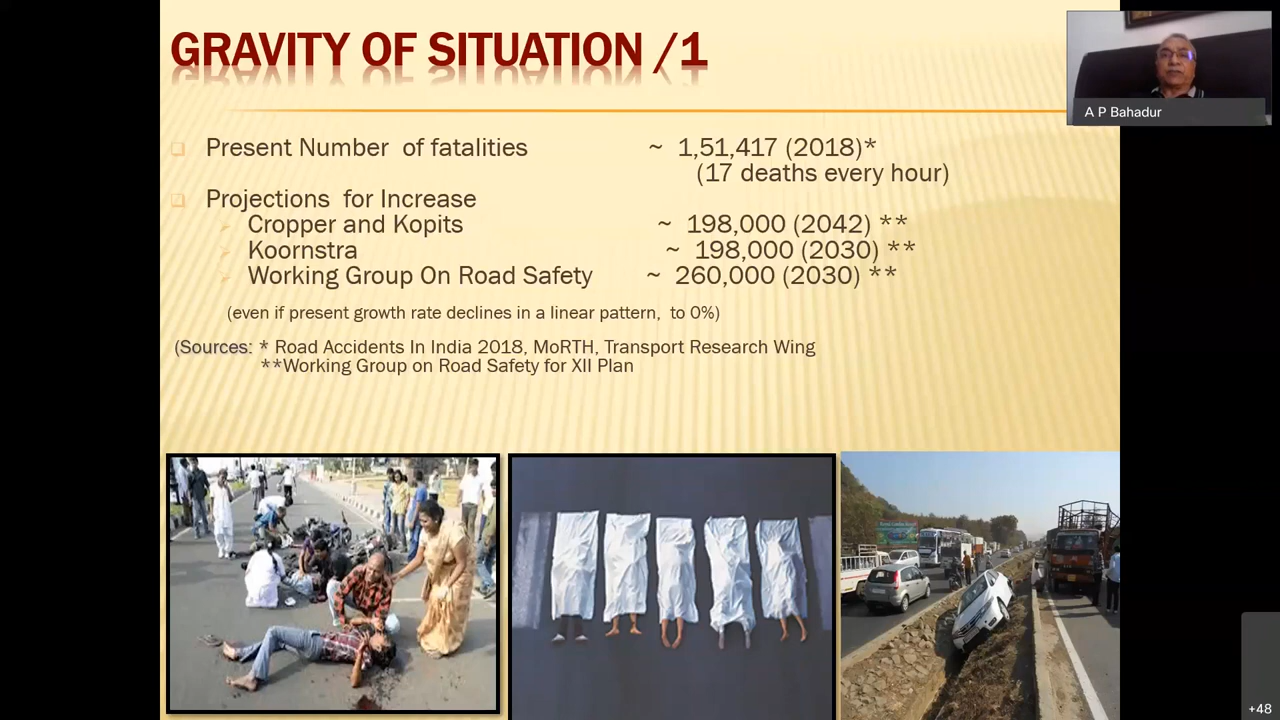 GRAVITY OF SITUATION /1
A P Bahadur
Present Number of fatalities ~ 1,51,417 (2018)*
(17 deaths every hour)
Projections for Increase
Cropper and Kopits ~ 198,000 (2042) **
Koornstra ~ 198,000 (2030) **
Working Group On Road Safety ~ 260,000 (2030) **
(even if present growth rate declines in a linear pattern, to 0%)
(Sources: * Road Accidents In India 2018, MoRTH, Transport Research Wing
**Working Group on Road Safety for XII Plan
+48